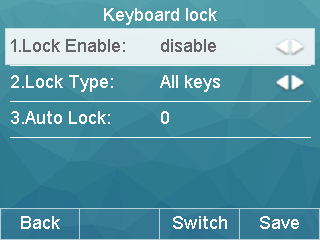 Keyboard lock
1.Lock Enable: disable
2.Lock Type: All keys
3.Auto Lock: 0
Back Switch Save